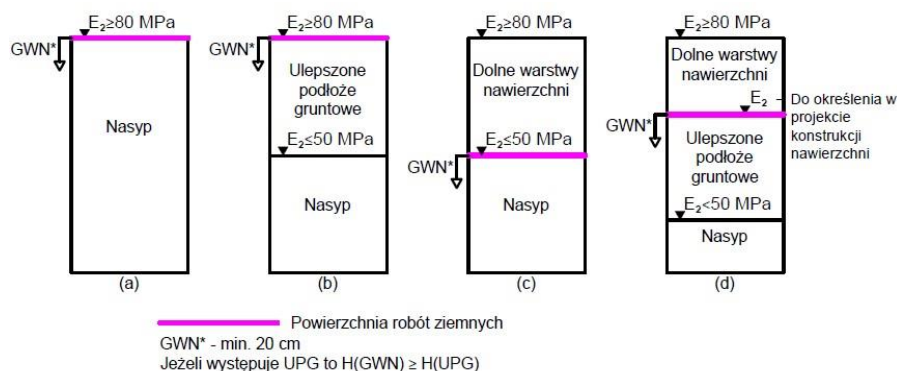 E₂≥80 MPa
GWN*
Nasyp
(a)
E₂≥80 MPa
GWN*
Ulepszone
podłoże
gruntowe
E₂≤50 MPa
Nasyp
(b)
E₂≥80 MPa
Dolne warstwy
nawierzchni
E₂≤50 MPa
GWN*
Nasyp
(c)
E₂≥80 MPa
Dolne warstwy
nawierzchni
E₂ – Do określenia w
projekcie
konstrukcji
nawierzchni
GWN*
Ulepszone
podłoże
gruntowe
E₂<50 MPa
Nasyp
(d)
Powierzchnia robót ziemnych
GWN* - min. 20 cm
Jeżeli występuje UPG to H(GWN) ≥ H(UPG)